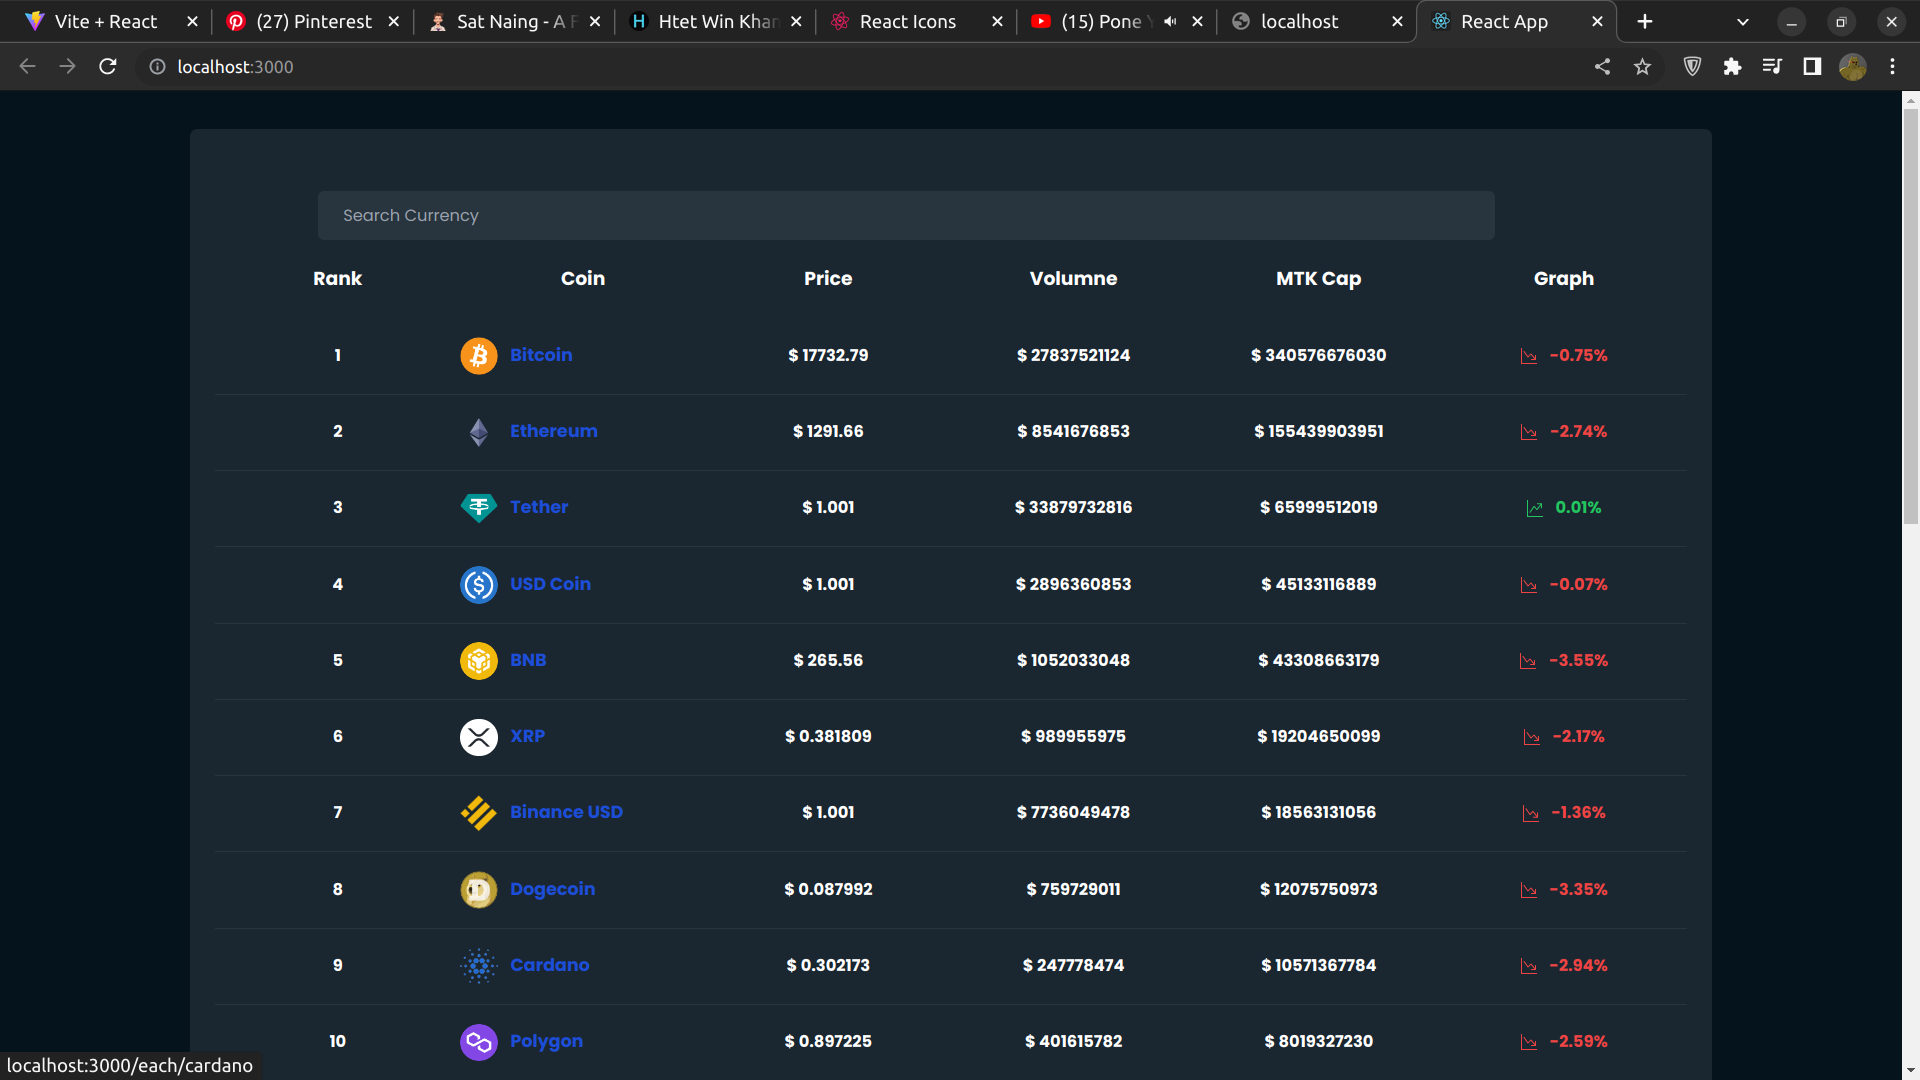 Vite + React (27) Pinterest Sat Naing - A F Htet Win Khan React Icons (15) Pone Y localhost React App
localhost:3000
Search Currency
Rank Coin Price Volumne MTK Cap Graph
1 Bitcoin $ 17732.79 $ 27837521124 $ 340576676030 -0.75%
2 Ethereum $ 1291.66 $ 8541676853 $ 155439903951 -2.74%
3 Tether $ 1.001 $ 33879732816 $ 65999512019 0.01%
4 USD Coin $ 1.001 $ 2896360853 $ 45133116889 -0.07%
5 BNB $ 265.56 $ 1052033048 $ 43308663179 -3.55%
6 XRP $ 0.381809 $ 989955975 $ 19204650099 -2.17%
7 Binance USD $ 1.001 $ 7736049478 $ 18563131056 -1.36%
8 Dogecoin $ 0.087992 $ 759729011 $ 12075750973 -3.35%
9 Cardano $ 0.302173 $ 247778474 $ 10571367784 -2.94%
10 Polygon $ 0.897225 $ 401615782 $ 8019327230 -2.59%
localhost:3000/each/cardano